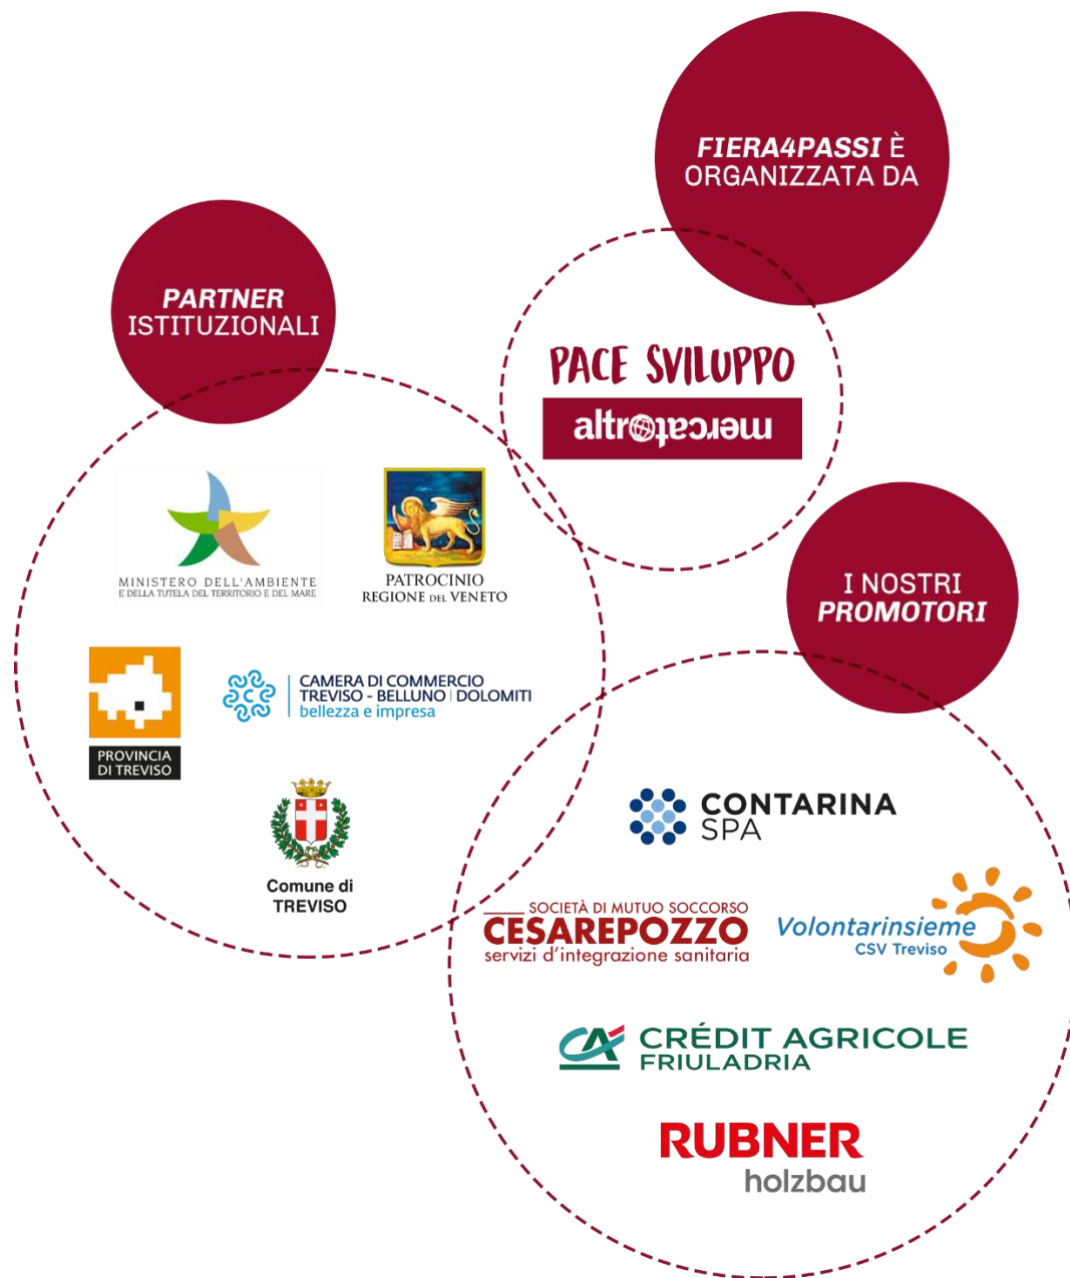 FIERA4PASSI È
ORGANIZZATA DA
PACE SVILUPPO
altromercato
PARTNER
ISTITUZIONALI
MINISTERO DELL'AMBIENTE
E DELLA TUTELA DEL TERRITORIO E DEL MARE
PATROCINIO
REGIONE DEL VENETO
PROVINCIA
DI TREVISO
C
CAMERA DI COMMERCIO
TREVISO - BELLUNO | DOLOMITI
bellezza e impresa
Comune di
TREVISO
I NOSTRI
PROMOTORI
CONTARINA
SPA
SOCIETÀ DI MUTUO SOCCORSO
CESAREPOZZO
servizi d'integrazione sanitaria
Volontarinsieme
CSV Treviso
CA CRÉDIT AGRICOLE
FRIULADRIA
RUBNER
holzbau